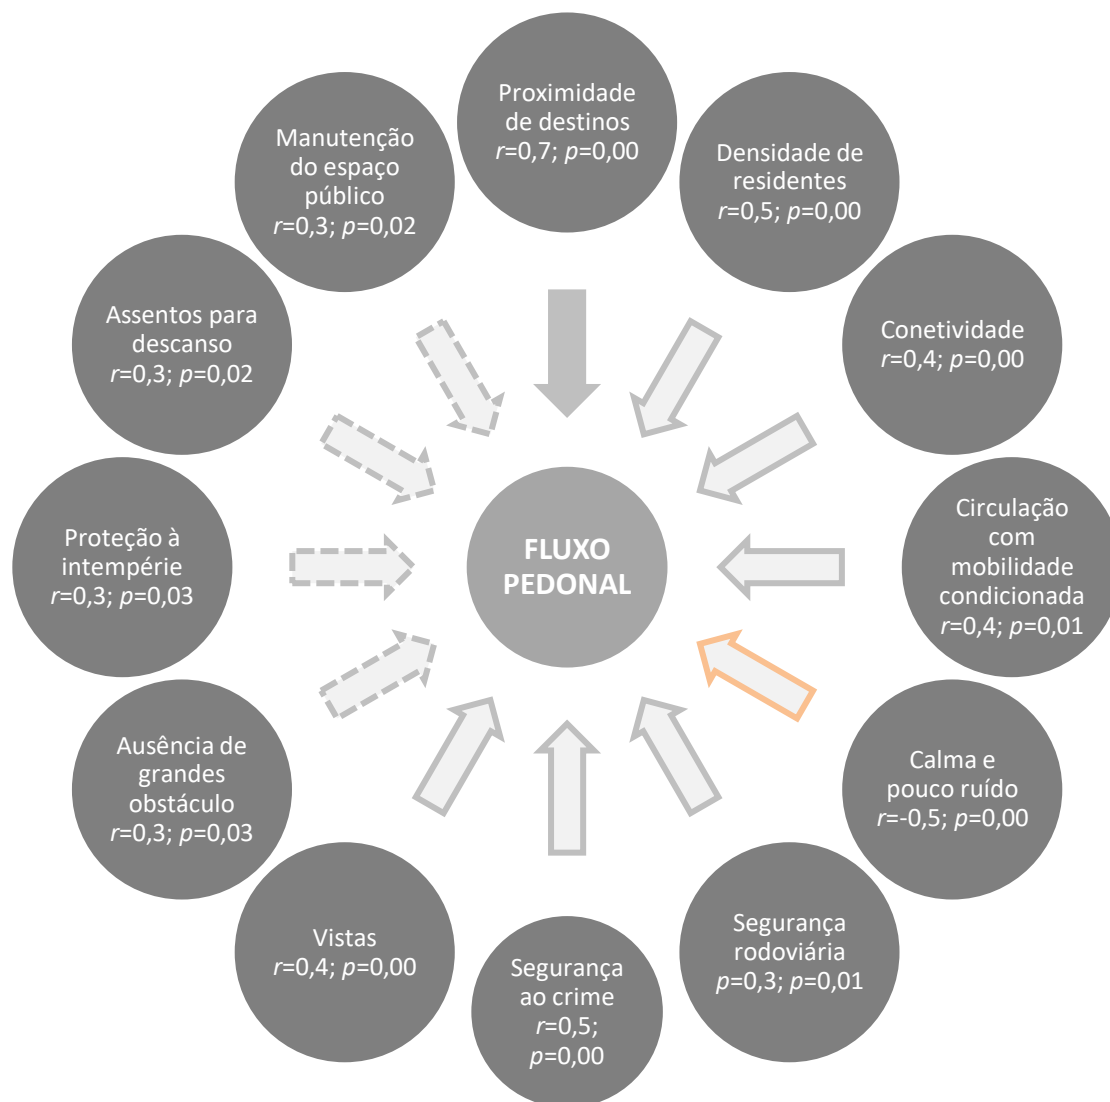 Proximidade
de destinos
r=0,7; p=0,00
Densidade de
residentes
r=0,5; p=0,00
Conetividade
r=0,4; p=0,00
Circulação
com
mobilidade
condicionada
r=0,4; p=0,01
Calma e
pouco ruído
r=-0,5; p=0,00
Segurança
rodoviária
p=0,3; p=0,01
Segurança
ao crime
r=0,5;
p=0,00
Vistas
r=0,4; p=0,00
Ausência de
grandes
obstáculo
r=0,3; p=0,03
Proteção à
intempérie
r=0,3; p=0,03
Assentos para
descanso
r=0,3; p=0,02
Manutenção
do espaço
público
r=0,3; p=0,02
FLUXO
PEDONAL